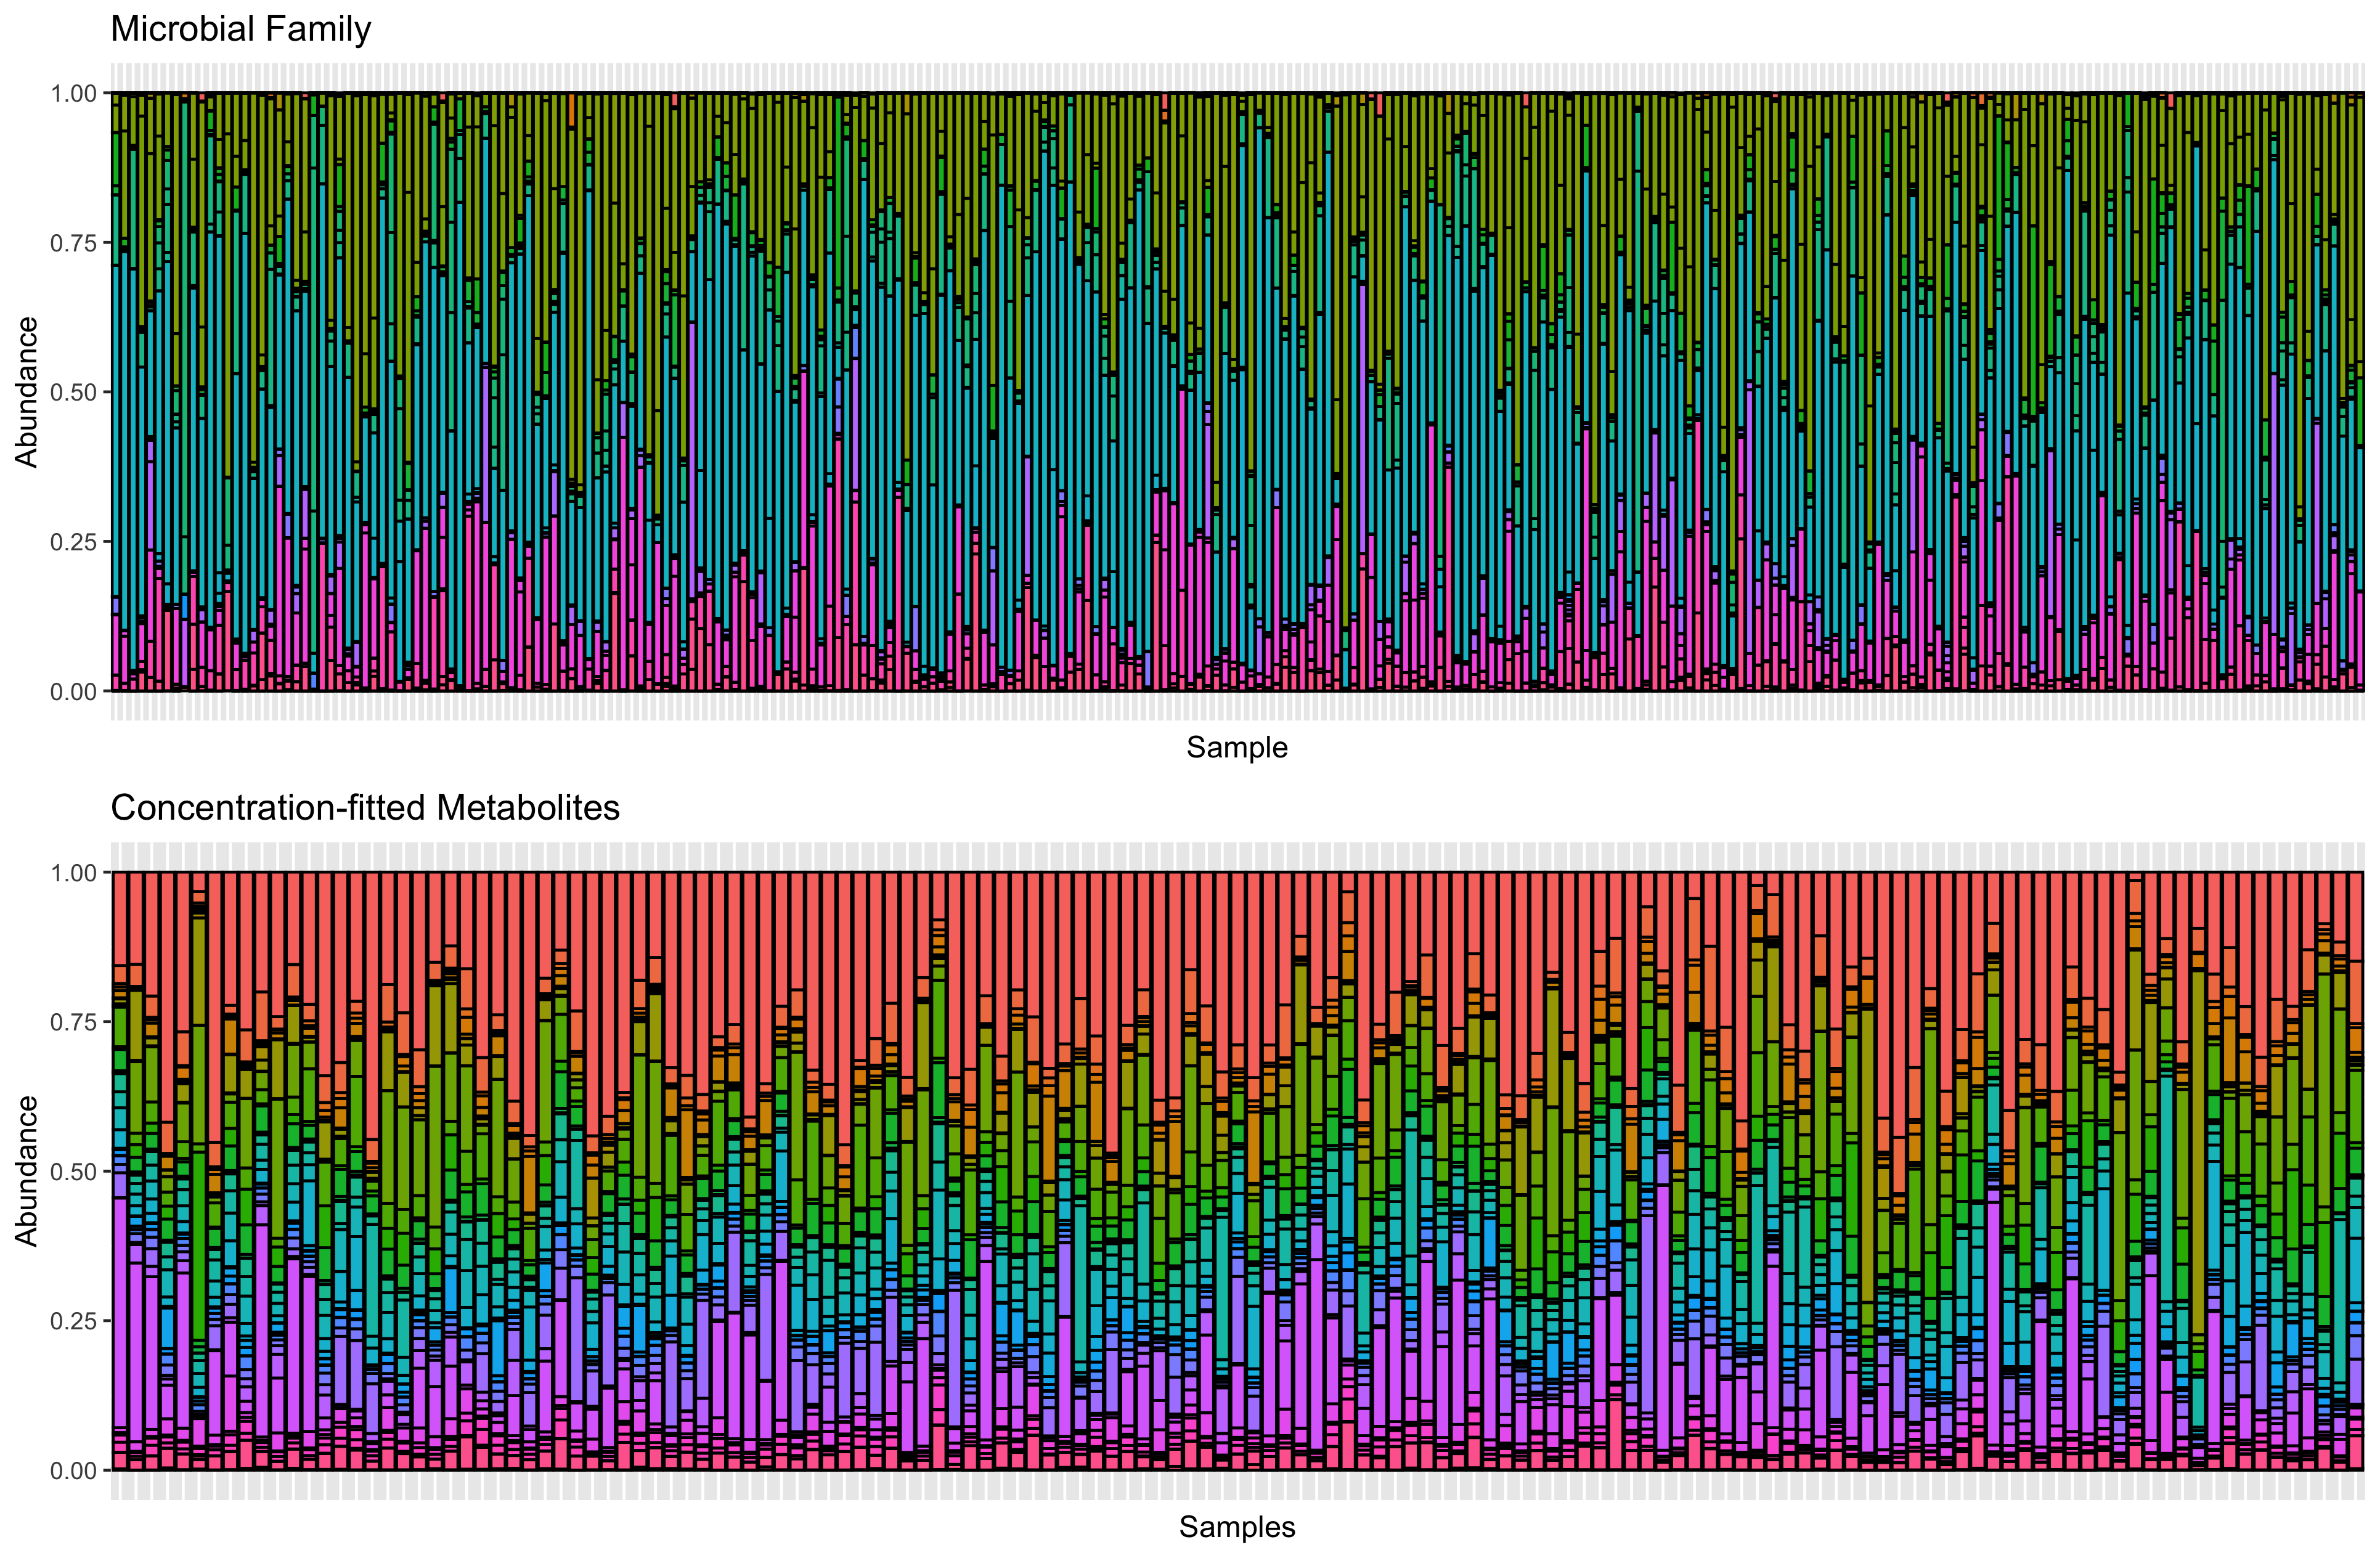 Microbial Family
1.00
0.75
0.50
0.25
0.00
Abundance
Sample
Concentration-fitted Metabolites
1.00
0.75
0.50
0.25
0.00
Abundance
Samples